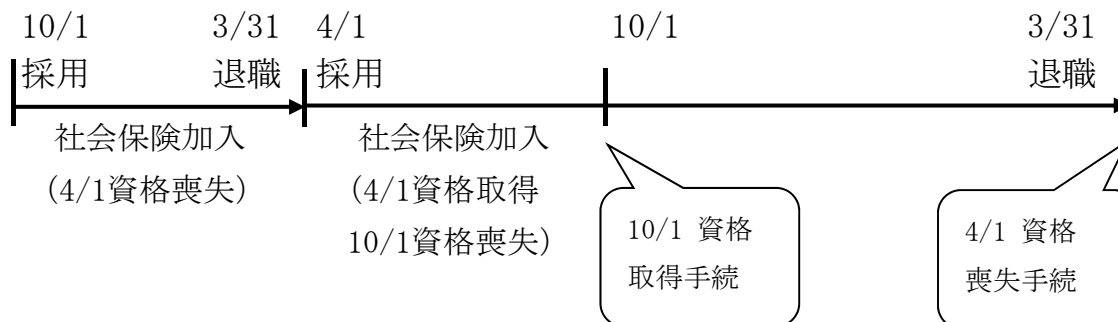 10/1 3/31 4/1 10/1 3/31
採用 退職 採用 退職
社会保険加入 社会保険加入
(4/1資格喪失) (4/1資格取得
10/1資格喪失)
10/1 資格
取得手続
4/1 資格
喪失手続